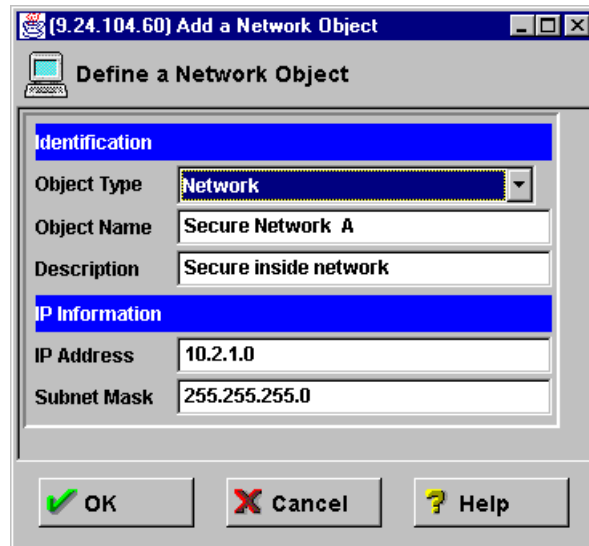 (9.24.104.60) Add a Network Object
Define a Network Object
Identification
Object Type Network
Object Name Secure Network A
Description Secure inside network
IP Information
IP Address 10.2.1.0
Subnet Mask 255.255.255.0
OK Cancel Help